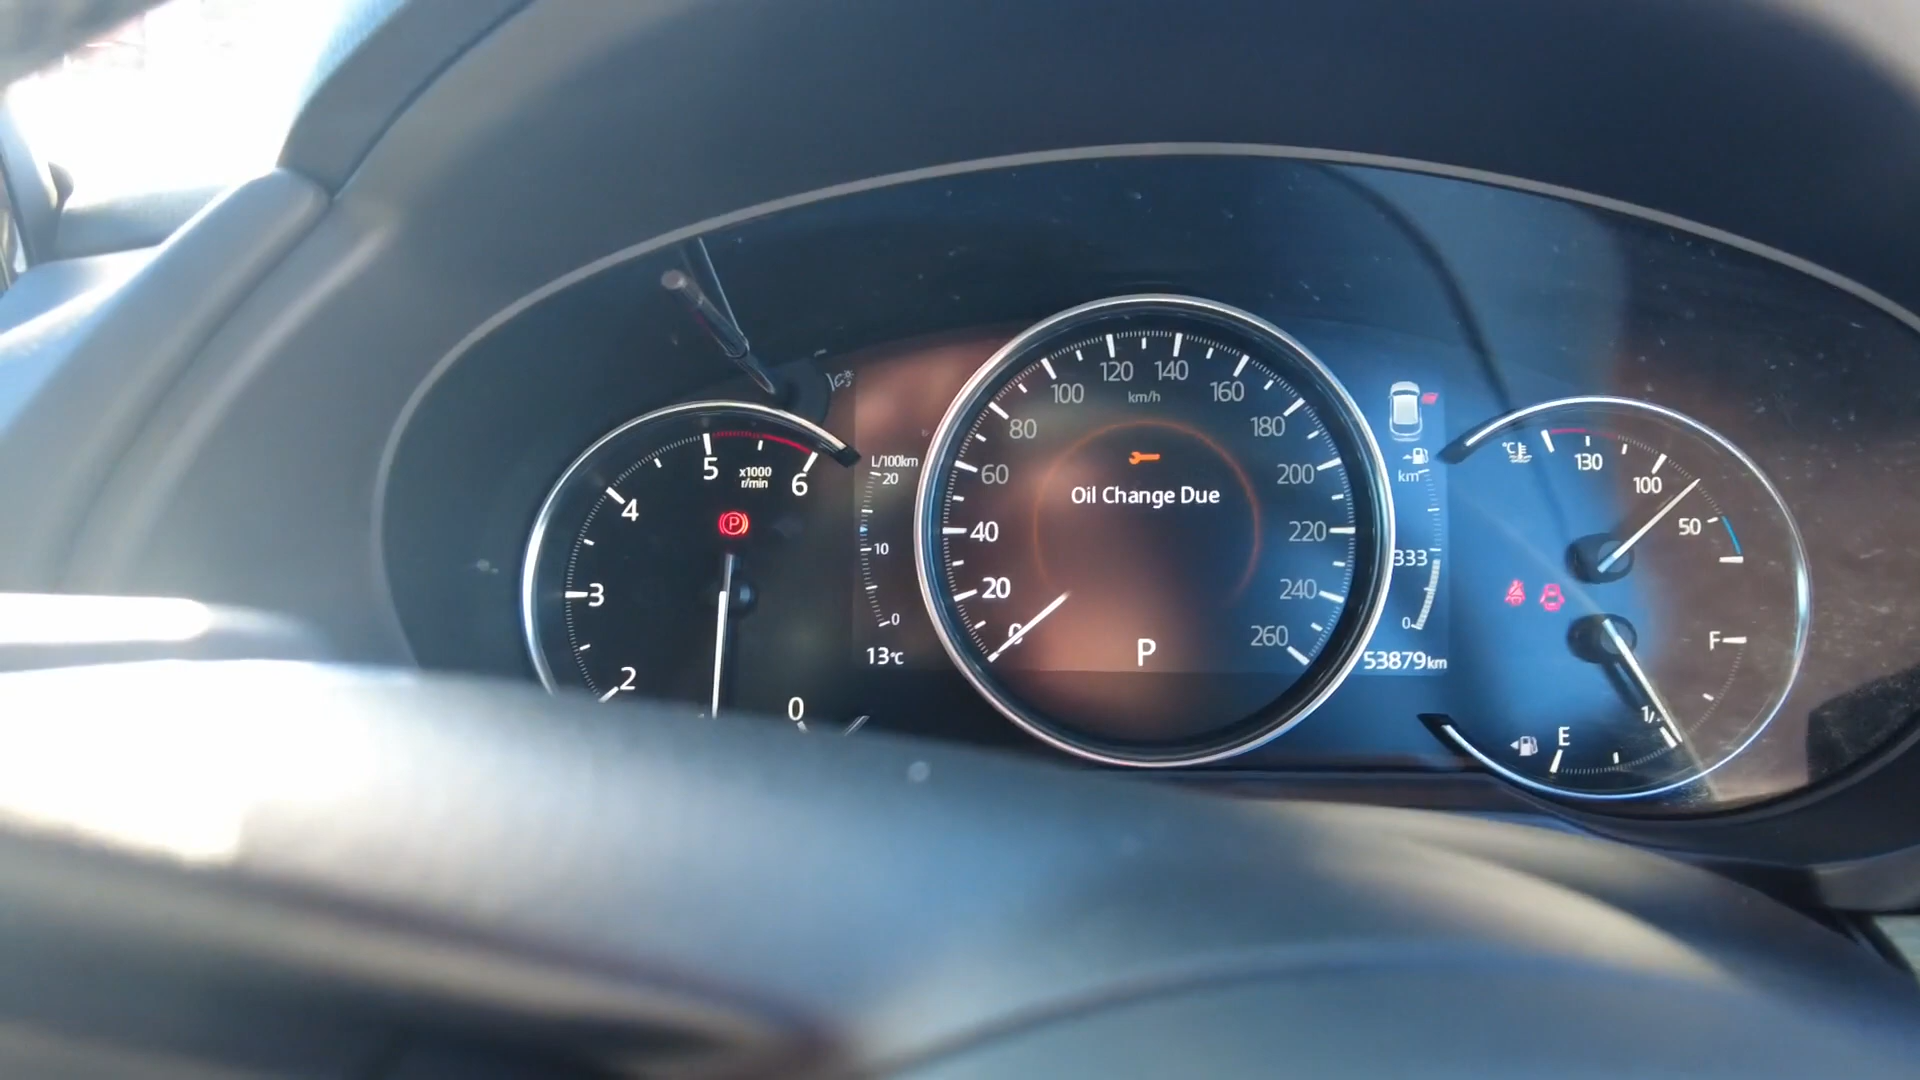 5
x1000
r/min
6
4
P
3
2
0
L/100km
20
10
0
13℃
120
140
100
km/h
160
80
180
60
200
Oil Change Due
40
220
20
240
0
260
P
km
333
0
53879km
℃
130
100
50
F
E